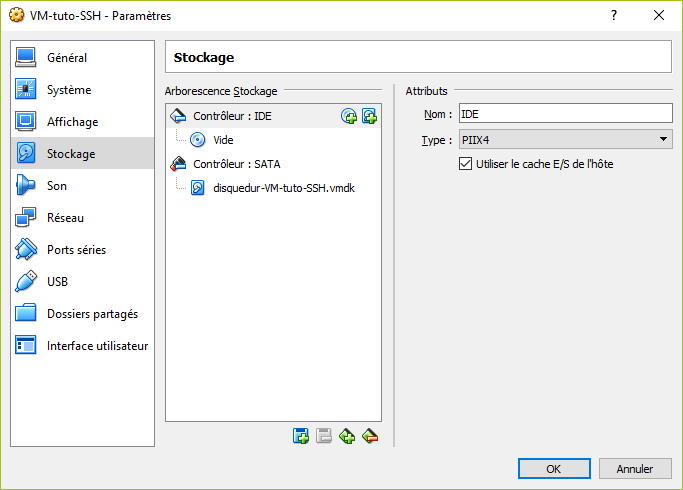 VM-tuto-SSH - Paramètres
?
Général
Système
Affichage
Stockage
Son
Réseau
Ports séries
USB
Dossiers partagés
Interface utilisateur
Stockage
Arborescence Stockage
Contrôleur : IDE
Vide
Contrôleur : SATA
disquedur-VM-tuto-SSH.vmdk
Attributs
Nom : IDE
Type : PIIX4
Utiliser le cache E/S de l'hôte
OK
Annuler